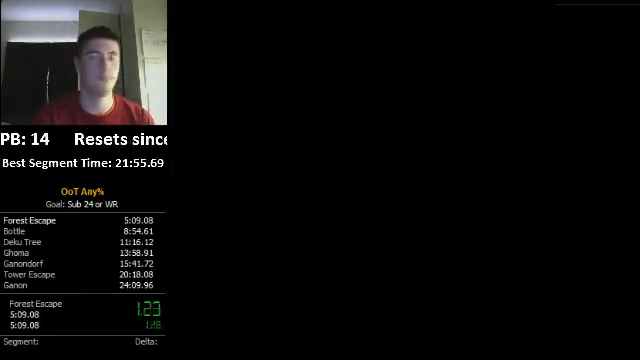 PB: 14 Resets since
Best Segment Time: 21:55.69
OoT Any%
Goal: Sub 24 or WR
Forest Escape 5:09.08
Bottle 8:54.61
Deku Tree 11:16.12
Ghoma 13:58.91
Ganondorf 15:41.72
Tower Escape 20:18.08
Ganon 24:09.96
Forest Escape 1.23
5:09.08
5:09.08 1.28
Segment: Delta: